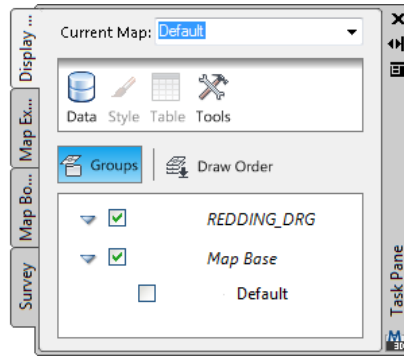 Current Map: Default
Data Style Table Tools
Groups Draw Order
REDDING_DRG
Map Base
Default
Display ...
Map Ex...
Map Bo...
Survey
Task Pane
M
3D